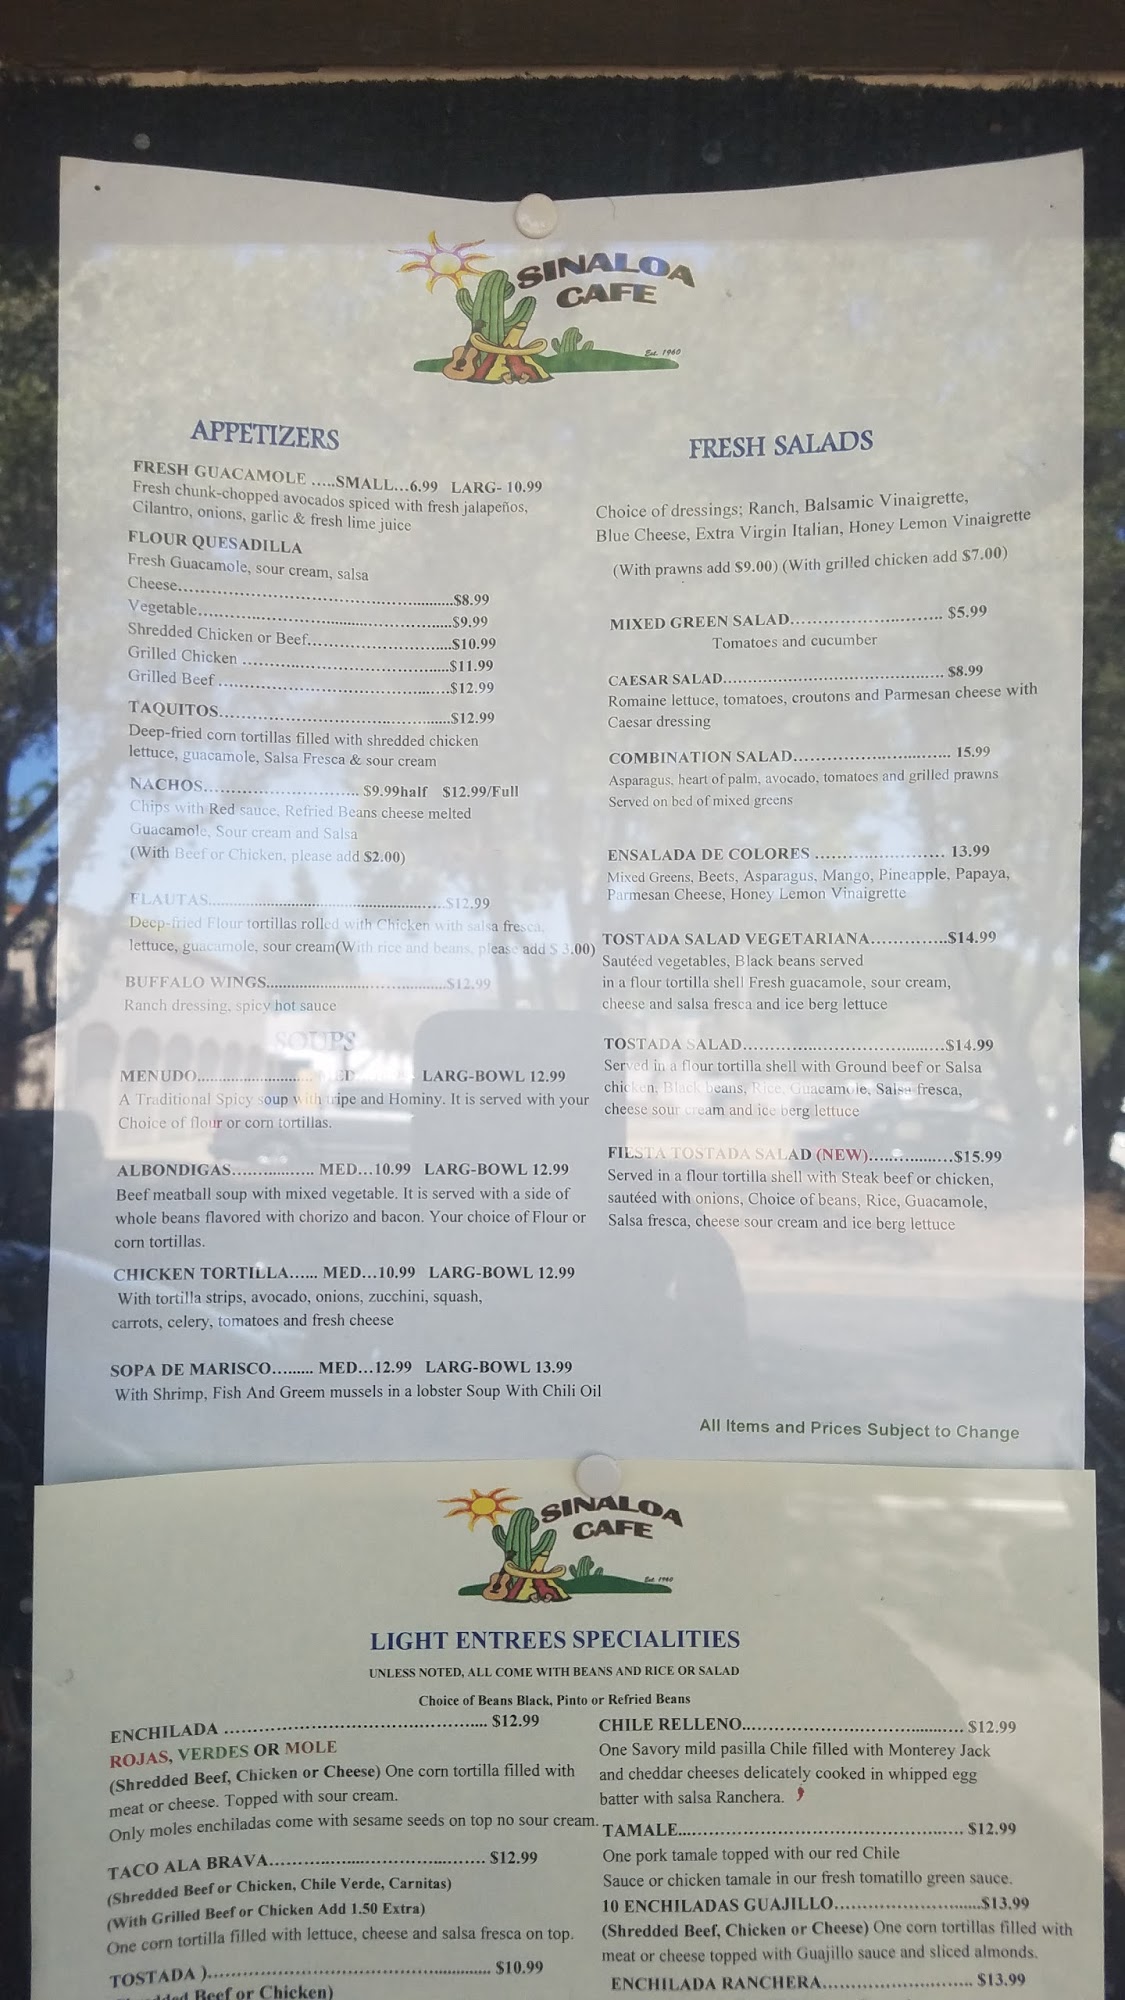 SINALOA
CAFE
Est. 1960
APPETIZERS
FRESH GUACAMOLE .....SMALL...6.99 LARG- 10.99
Fresh chunk-chopped avocados spiced with fresh jalapeños,
Cilantro, onions, garlic & fresh lime juice
FLOUR QUESADILLA
Fresh Guacamole, sour cream, salsa
Cheese..........$8.99
Vegetable..........$9.99
Shredded Chicken or Beef..........$10.99
Grilled Chicken ..........$11.99
Grilled Beef ..........$12.99
TAQUITOS..........$12.99
Deep-fried corn tortillas filled with shredded chicken
lettuce, guacamole, Salsa Fresca & sour cream
NACHOS.......... $9.99half $12.99/Full
Chips with Red sauce, Refried Beans cheese melted
Guacamole, Sour cream and Salsa
(With Beef or Chicken, please add $2.00)
FLAUTAS..........$12.99
Deep-fried Flour tortillas rolled with Chicken with salsa fresca,
lettuce, guacamole, sour cream(With rice and beans, please add $ 3.00)
BUFFALO WINGS..........$12.99
Ranch dressing, spicy hot sauce
SOUPS
MENUDO.......... LARG-BOWL 12.99
A Traditional Spicy soup with tripe and Hominy. It is served with your
Choice of flour or corn tortillas.
ALBONDIGAS.......... MED...10.99 LARG-BOWL 12.99
Beef meatball soup with mixed vegetable. It is served with a side of
whole beans flavored with chorizo and bacon. Your choice of Flour or
corn tortillas.
CHICKEN TORTILLA...... MED...10.99 LARG-BOWL 12.99
With tortilla strips, avocado, onions, zucchini, squash,
carrots, celery, tomatoes and fresh cheese
SOPA DE MARISCO......... MED...12.99 LARG-BOWL 13.99
With Shrimp, Fish And Greem mussels in a lobster Soup With Chili Oil
FRESH SALADS
Choice of dressings; Ranch, Balsamic Vinaigrette,
Blue Cheese, Extra Virgin Italian, Honey Lemon Vinaigrette
(With prawns add $9.00) (With grilled chicken add $7.00)
MIXED GREEN SALAD.......... $5.99
Tomatoes and cucumber
CAESAR SALAD.......... $8.99
Romaine lettuce, tomatoes, croutons and Parmesan cheese with
Caesar dressing
COMBINATION SALAD.......... 15.99
Asparagus, heart of palm, avocado, tomatoes and grilled prawns
Served on bed of mixed greens
ENSALADA DE COLORES .......... 13.99
Mixed Greens, Beets, Asparagus, Mango, Pineapple, Papaya,
Parmesan Cheese, Honey Lemon Vinaigrette
TOSTADA SALAD VEGETARIANA..........$14.99
Sautéed vegetables, Black beans served
in a flour tortilla shell Fresh guacamole, sour cream,
cheese and salsa fresca and ice berg lettuce
TOSTADA SALAD..........$14.99
Served in a flour tortilla shell with Ground beef or Salsa
chicken, Black beans, Rice, Guacamole, Salsa fresca,
cheese sour cream and ice berg lettuce
FIESTA TOSTADA SALAD (NEW)..........$15.99
Served in a flour tortilla shell with Steak beef or chicken,
sautéed with onions, Choice of beans, Rice, Guacamole,
Salsa fresca, cheese sour cream and ice berg lettuce
All Items and Prices Subject to Change
SINALOA
CAFE
Est. 1960
LIGHT ENTREES SPECIALITIES
UNLESS NOTED, ALL COME WITH BEANS AND RICE OR SALAD
Choice of Beans Black, Pinto or Refried Beans
ENCHILADA .......... $12.99
ROJAS, VERDES OR MOLE
(Shredded Beef, Chicken or Cheese) One corn tortilla filled with
meat or cheese. Topped with sour cream.
Only moles enchiladas come with sesame seeds on top no sour cream.
TACO ALA BRAVA.......... $12.99
(Shredded Beef or Chicken, Chile Verde, Carnitas)
(With Grilled Beef or Chicken Add 1.50 Extra)
One corn tortilla filled with lettuce, cheese and salsa fresca on top.
TOSTADA ).......... $10.99
Beef or Chicken)
CHILE RELLENO.......... $12.99
One Savory mild pasilla Chile filled with Monterey Jack
and cheddar cheeses delicately cooked in whipped egg
batter with salsa Ranchera.
TAMALE.......... $12.99
One pork tamale topped with our red Chile
Sauce or chicken tamale in our fresh tomatillo green sauce.
10 ENCHILADAS GUAJILLO..........$13.99
(Shredded Beef, Chicken or Cheese) One corn tortillas filled with
meat or cheese topped with Guajillo sauce and sliced almonds.
ENCHILADA RANCHERA.......... $13.99